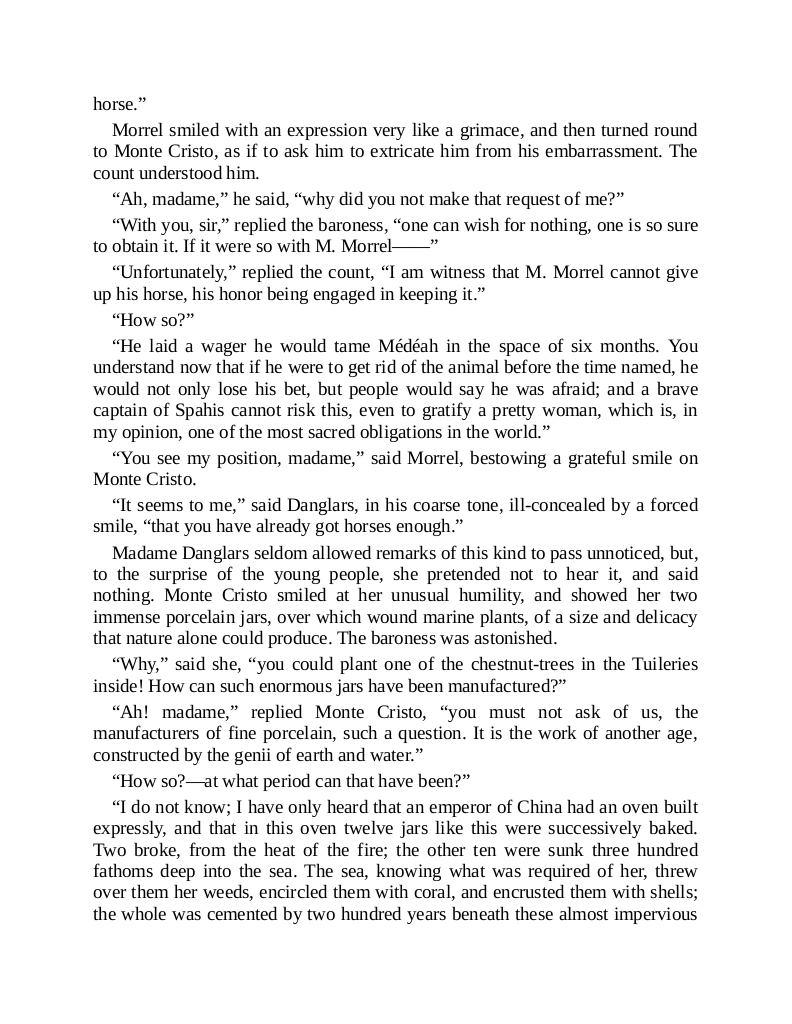 horse.”
Morrel smiled with an expression very like a grimace, and then turned round
to Monte Cristo, as if to ask him to extricate him from his embarrassment. The
count understood him.
“Ah, madame,” he said, “why did you not make that request of me?”
“With you, sir,” replied the baroness, “one can wish for nothing, one is so sure
to obtain it. If it were so with M. Morrel——”
“Unfortunately,” replied the count, “I am witness that M. Morrel cannot give
up his horse, his honor being engaged in keeping it.”
“How so?”
“He laid a wager he would tame Médéah in the space of six months. You
understand now that if he were to get rid of the animal before the time named, he
would not only lose his bet, but people would say he was afraid; and a brave
captain of Spahis cannot risk this, even to gratify a pretty woman, which is, in
my opinion, one of the most sacred obligations in the world.”
“You see my position, madame,” said Morrel, bestowing a grateful smile on
Monte Cristo.
“It seems to me,” said Danglars, in his coarse tone, ill-concealed by a forced
smile, “that you have already got horses enough.”
Madame Danglars seldom allowed remarks of this kind to pass unnoticed, but,
to the surprise of the young people, she pretended not to hear it, and said
nothing. Monte Cristo smiled at her unusual humility, and showed her two
immense porcelain jars, over which wound marine plants, of a size and delicacy
that nature alone could produce. The baroness was astonished.
“Why,” said she, “you could plant one of the chestnut-trees in the Tuileries
inside! How can such enormous jars have been manufactured?”
“Ah! madame,” replied Monte Cristo, “you must not ask of us, the
manufacturers of fine porcelain, such a question. It is the work of another age,
constructed by the genii of earth and water.”
“How so?—at what period can that have been?”
“I do not know; I have only heard that an emperor of China had an oven built
expressly, and that in this oven twelve jars like this were successively baked.
Two broke, from the heat of the fire; the other ten were sunk three hundred
fathoms deep into the sea. The sea, knowing what was required of her, threw
over them her weeds, encircled them with coral, and encrusted them with shells;
the whole was cemented by two hundred years beneath these almost impervious